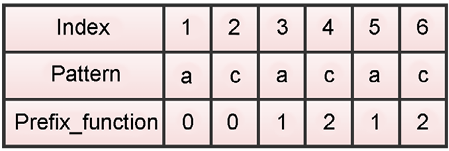 Index 1 2 3 4 5 6
Pattern a c a c a c
Prefix_function 0 0 1 2 1 2